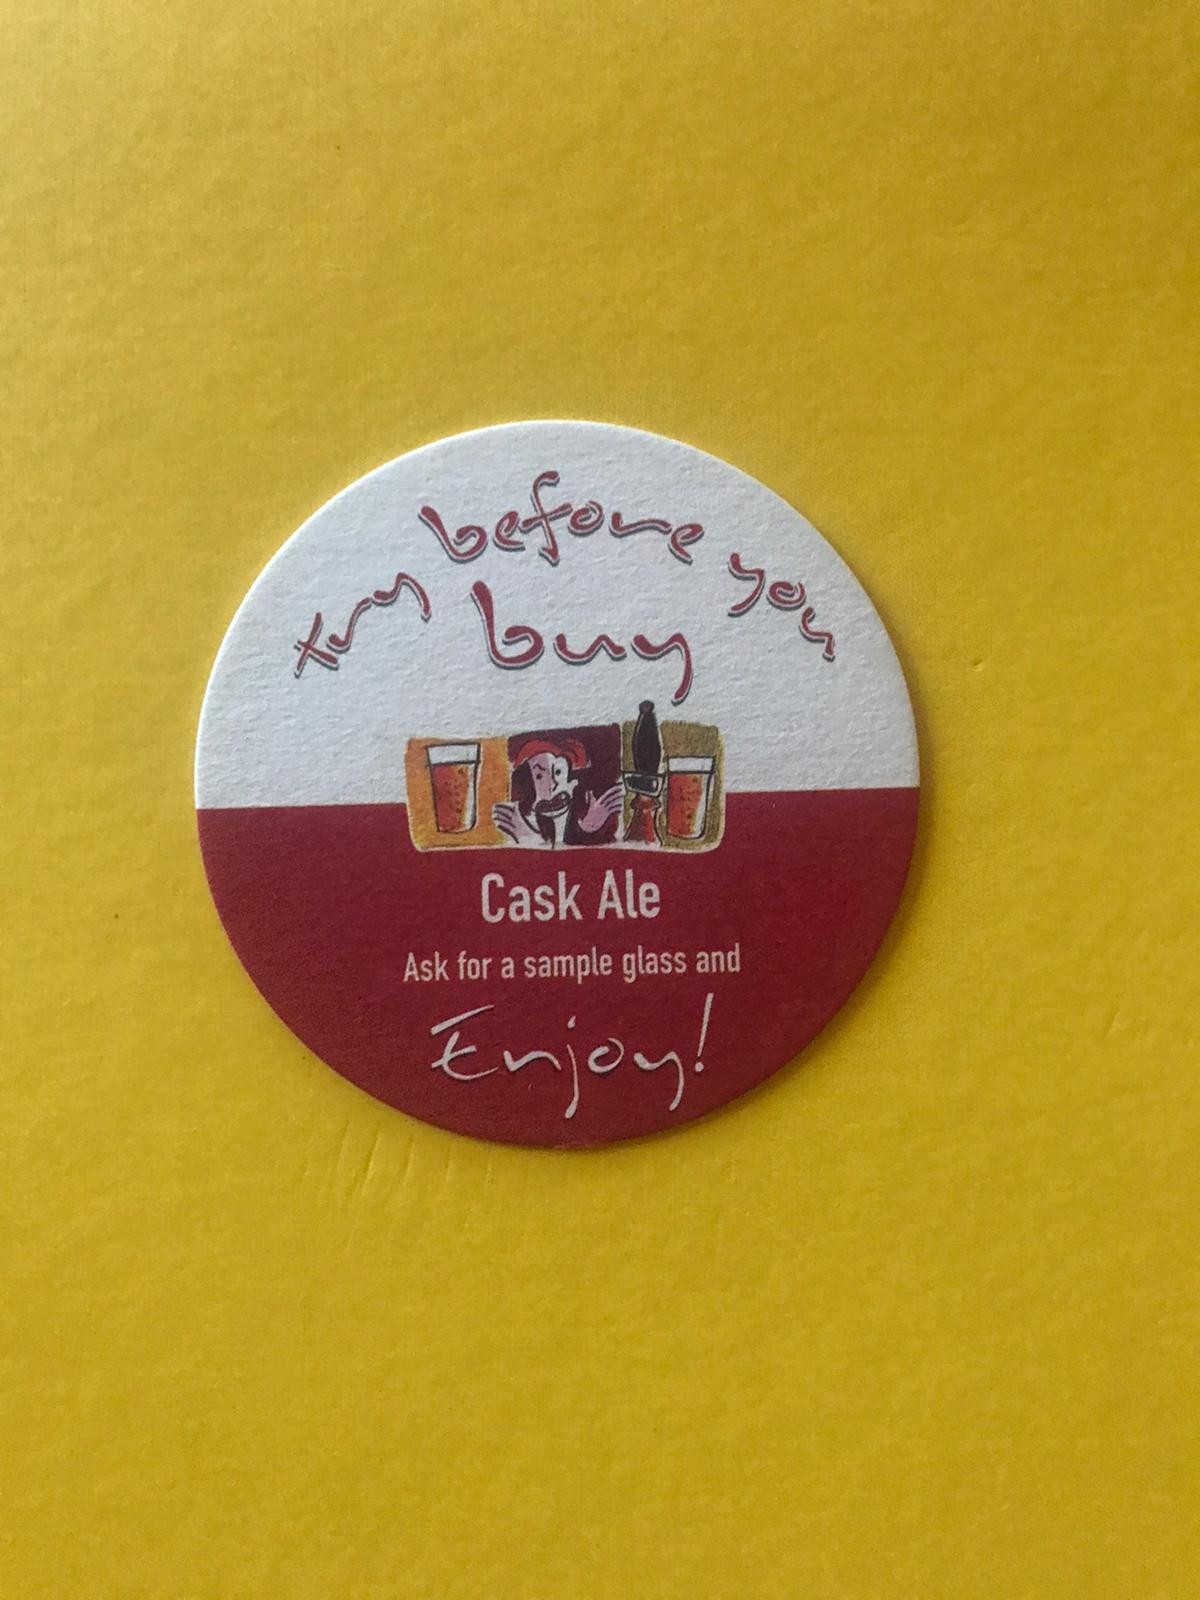 try before you
buy
Cask Ale
Ask for a sample glass and
Enjoy!